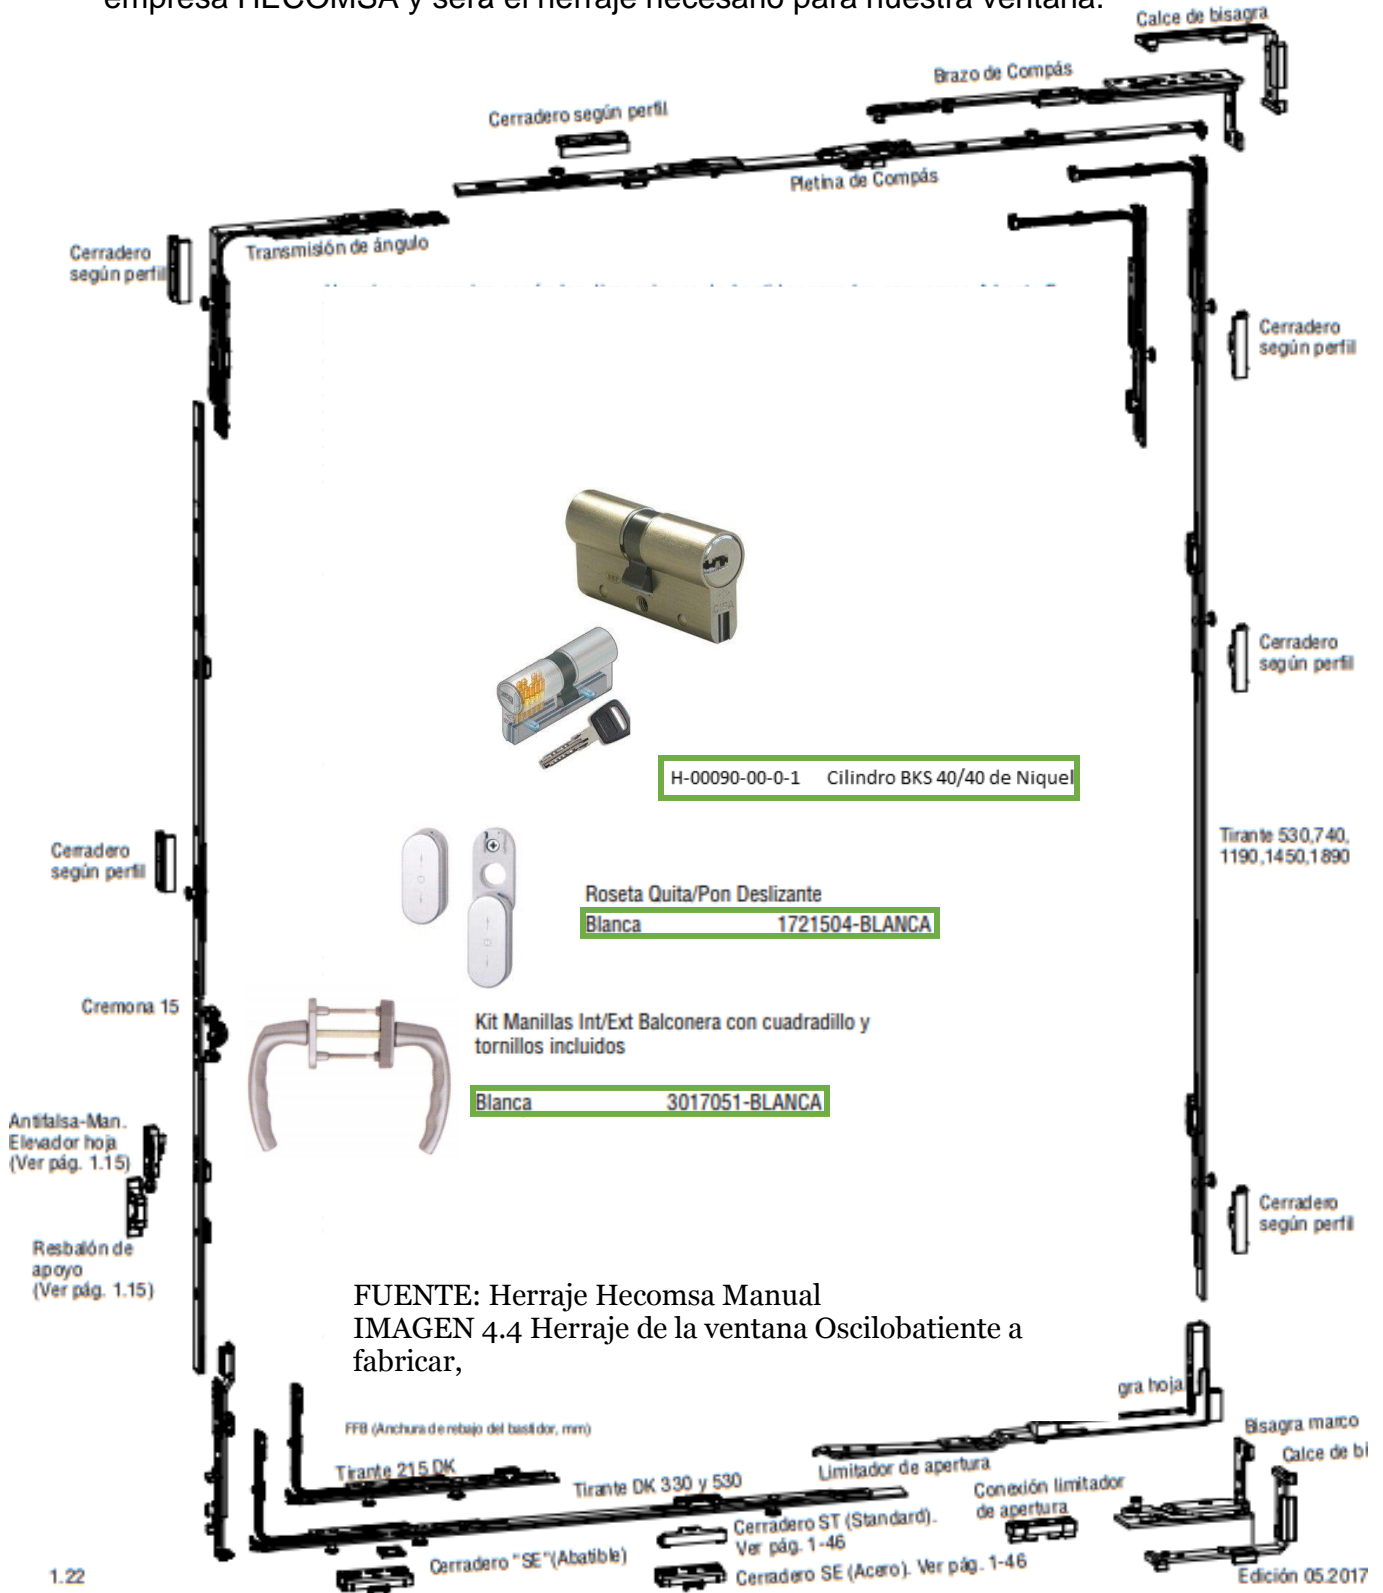 empresa HECOMSA y será el herraje necesario para nuestra ventana.
Calce de bisagra
Brazo de Compás
Cerradero según perfil
Pletina de Compás
Transmisión de ángulo
Cerradero
según perfil
Cerradero
según perfil
Cerradero
según perfil
H-00090-00-0-1 Cilindro BKS 40/40 de Niquel
Tirante 530,740,
1190,1450,1890
Cerradero
según perfil
Roseta Quita/Pon Deslizante
Blanca 1721504-BLANCA
Cremona 15
Kit Manillas Int/Ext Balconera con cuadradillo y
tornillos incluidos
Blanca 3017051-BLANCA
Antifalsa-Man.
Elevador hoja
(Ver pág. 1.15)
Cerradero
según perfil
Resbalón de
apoyo
(Ver pág. 1.15)
FUENTE: Herraje Hecomsa Manual
IMAGEN 4.4 Herraje de la ventana Oscilobatiente a
fabricar,
gra hoja
FFB (Anchura de rebajo del bastidor, mm)
Bisagra marco
Calce de bi
Tirante 215 DK
Limitador de apertura
Tirante DK 330 y 530
Conexión limitador
de apertura
Cerradero ST (Standard).
Ver pág. 1-46
Cerradero "SE"(Abatible)
Cerradero SE (Acero). Ver pág. 1-46
1.22
Edición 05.2017